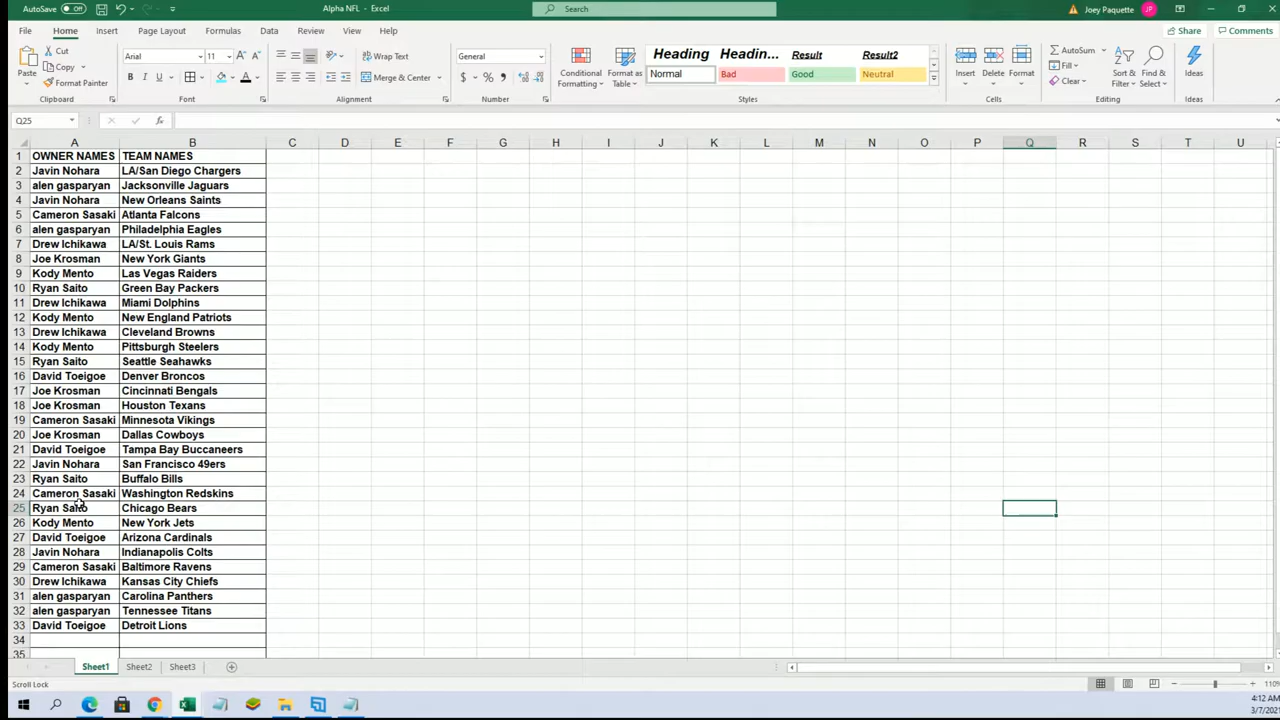 AutoSave Off Alpha NFL - Excel Search Joey Paquette JP
File Home Insert Page Layout Formulas Data Review View Help Share Comments
Paste Cut Copy Format Painter Clipboard
Arial 11 Font
Wrap Text Merge & Center Alignment
General Number
Conditional Formatting Format as Table Heading Headin... Result Result2 Normal Bad Good Neutral Styles
Insert Delete Format Cells
AutoSum Fill Clear Sort & Filter Find & Select Editing
Ideas Ideas
Q25 fx
A B C D E F G H I J K L M N O P Q R S T U
1 OWNER NAMES TEAM NAMES
2 Javin Nohara LA/San Diego Chargers
3 alen gasparyan Jacksonville Jaguars
4 Javin Nohara New Orleans Saints
5 Cameron Sasaki Atlanta Falcons
6 alen gasparyan Philadelphia Eagles
7 Drew Ichikawa LA/St. Louis Rams
8 Joe Krosman New York Giants
9 Kody Mento Las Vegas Raiders
10 Ryan Saito Green Bay Packers
11 Drew Ichikawa Miami Dolphins
12 Kody Mento New England Patriots
13 Drew Ichikawa Cleveland Browns
14 Kody Mento Pittsburgh Steelers
15 Ryan Saito Seattle Seahawks
16 David Toeigoe Denver Broncos
17 Joe Krosman Cincinnati Bengals
18 Joe Krosman Houston Texans
19 Cameron Sasaki Minnesota Vikings
20 Joe Krosman Dallas Cowboys
21 David Toeigoe Tampa Bay Buccaneers
22 Javin Nohara San Francisco 49ers
23 Ryan Saito Buffalo Bills
24 Cameron Sasaki Washington Redskins
25 Ryan Saito Chicago Bears
26 Kody Mento New York Jets
27 David Toeigoe Arizona Cardinals
28 Javin Nohara Indianapolis Colts
29 Cameron Sasaki Baltimore Ravens
30 Drew Ichikawa Kansas City Chiefs
31 alen gasparyan Carolina Panthers
32 alen gasparyan Tennessee Titans
33 David Toeigoe Detroit Lions
34
35
Sheet1 Sheet2 Sheet3
Scroll Lock 110%
4:12 AM